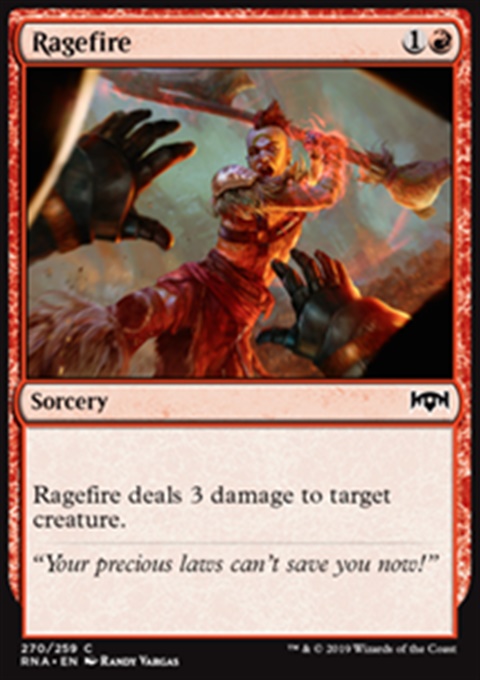 Ragefire 1
Sorcery
Ragefire deals 3 damage to target
creature.
“Your precious laws can’t save you now!”
270/259 C
RNA • EN Randy Vargas
™ & © 2019 Wizards of the Coast